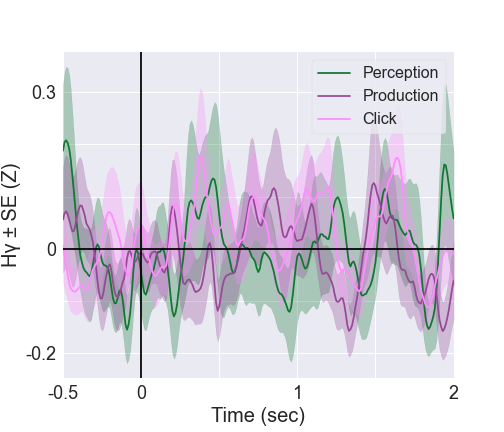 Perception
Production
Click
0.3
0
-0.2
Hγ ± SE (Z)
-0.5 0 1 2
Time (sec)